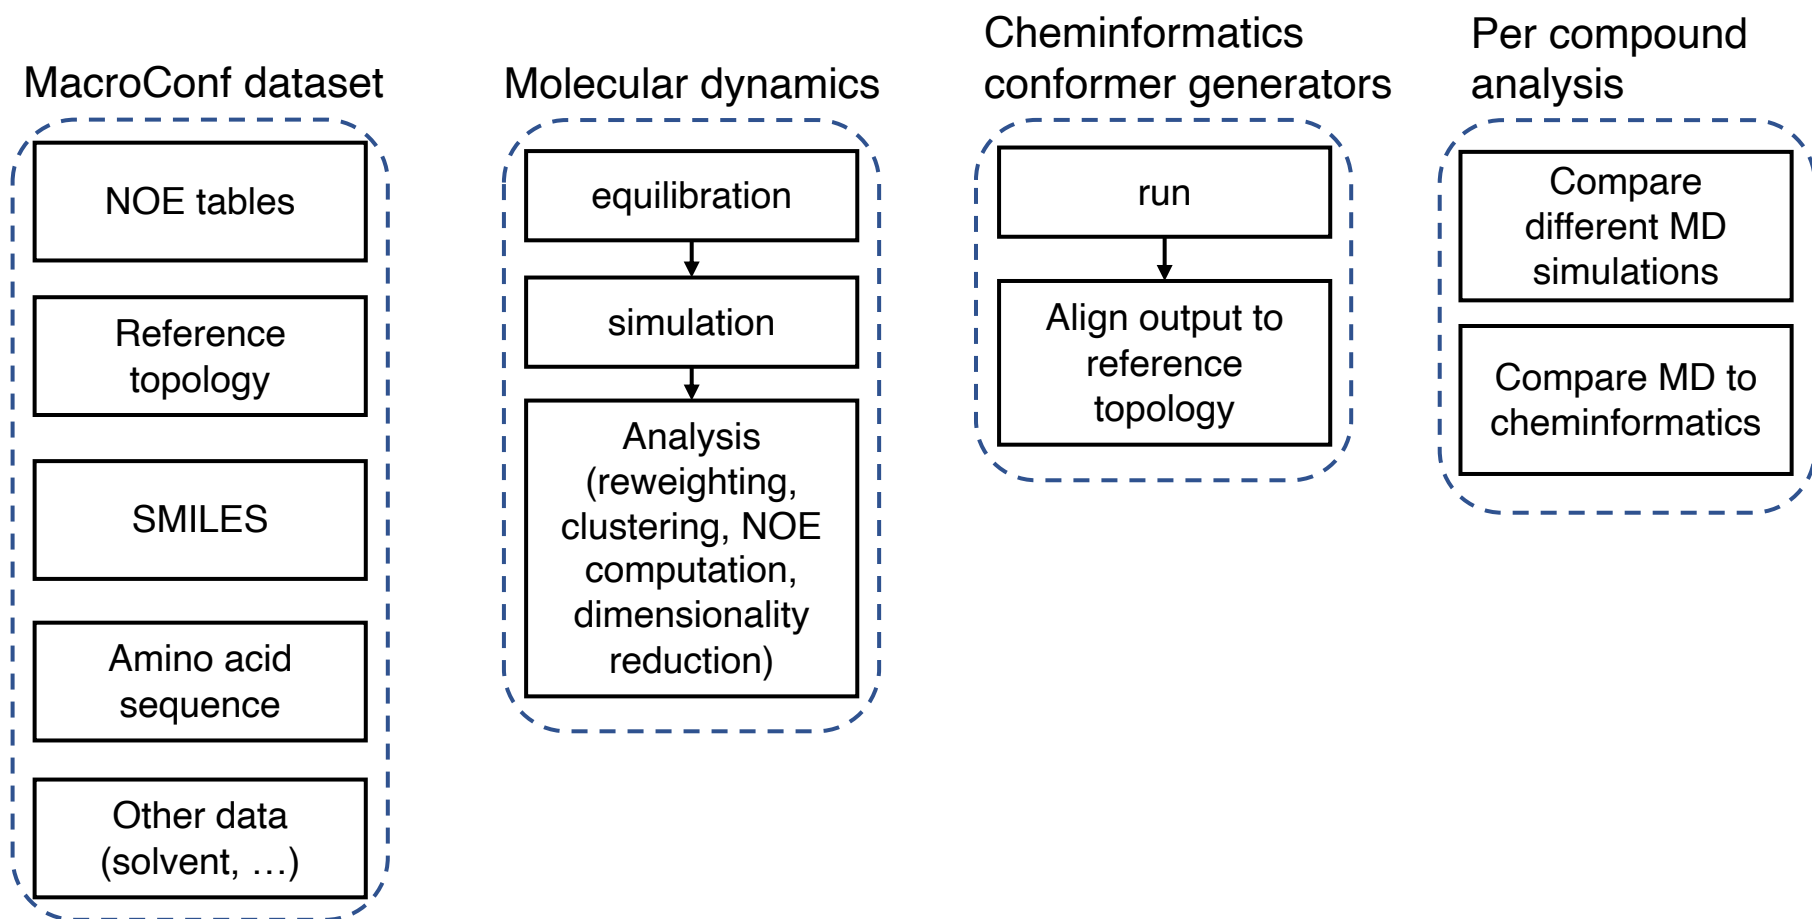 MacroConf dataset
NOE tables
Reference
topology
SMILES
Amino acid
sequence
Other data
(solvent, …)
Molecular dynamics
equilibration
simulation
Analysis
(reweighting,
clustering, NOE
computation,
dimensionality
reduction)
Cheminformatics
conformer generators
run
Align output to
reference
topology
Per compound
analysis
Compare
different MD
simulations
Compare MD to
cheminformatics